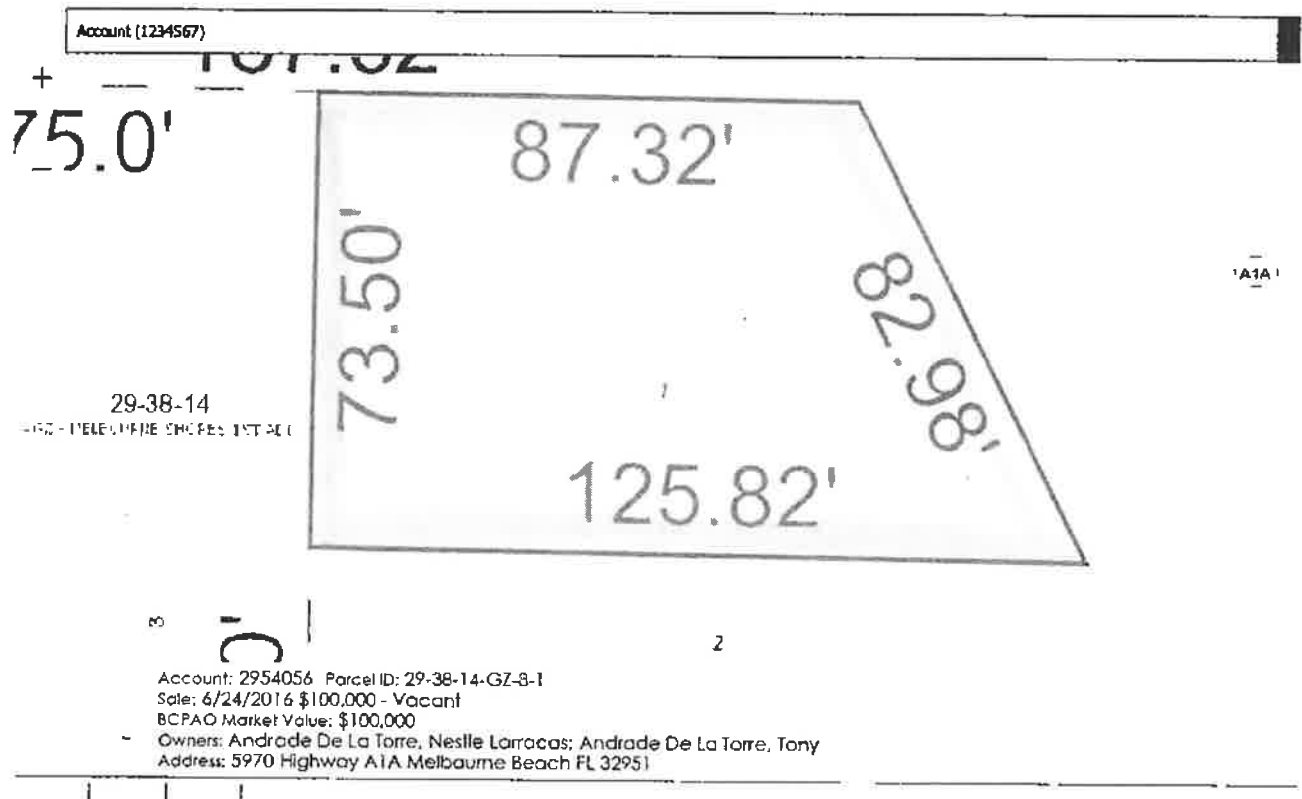 Account (1234567)
75.0'
87.32'
73.50'
82.98'
'A1A'
1
29-38-14
125.82'
3
2
Account: 2954056 Parcel ID: 29-38-14-GZ-8-1
Sale: 6/24/2016 $100,000 - Vacant
BCPAO Market Value: $100,000
Owners: Andrade De La Torre, Neslle Larracas; Andrade De La Torre, Tony
Address: 5970 Highway A1A Melbourne Beach FL 32951